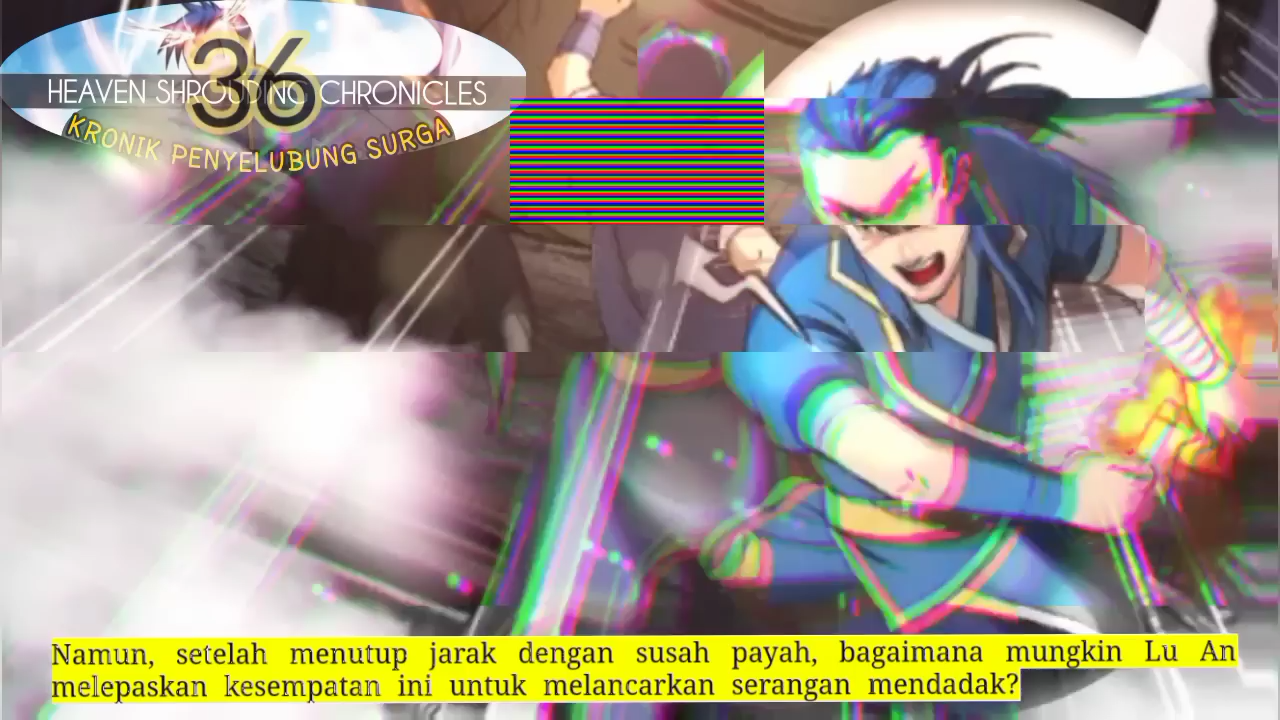 36
HEAVEN SHROUDING CHRONICLES
KRONIK PENYELUBUNG SURGA
Namun, setelah menutup jarak dengan susah payah, bagaimana mungkin Lu An
melepaskan kesempatan ini untuk melancarkan serangan mendadak?